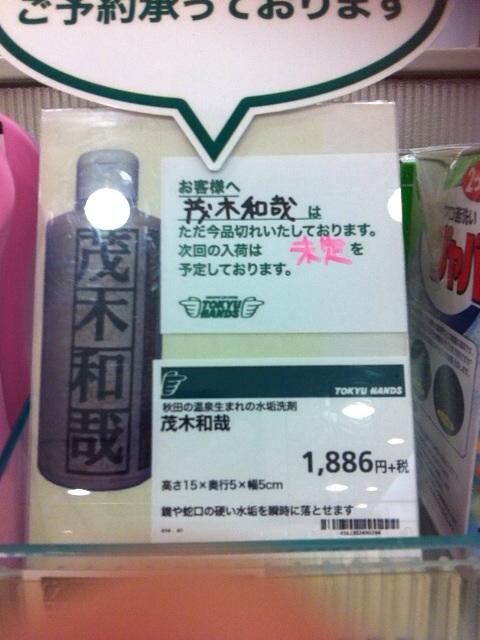 ご予約承っております
お客様へ
茂木和哉は
ただ今品切れいたしております。
次回の入荷は 未定を
予定しております。
TOKYU
HANDS
茂木和哉
TOKYU HANDS
秋田の温泉生まれの水垢洗剤
茂木和哉
1,886円+税
高さ15×奥行5×幅5cm
鏡や蛇口の硬い水垢を瞬時に落とせます